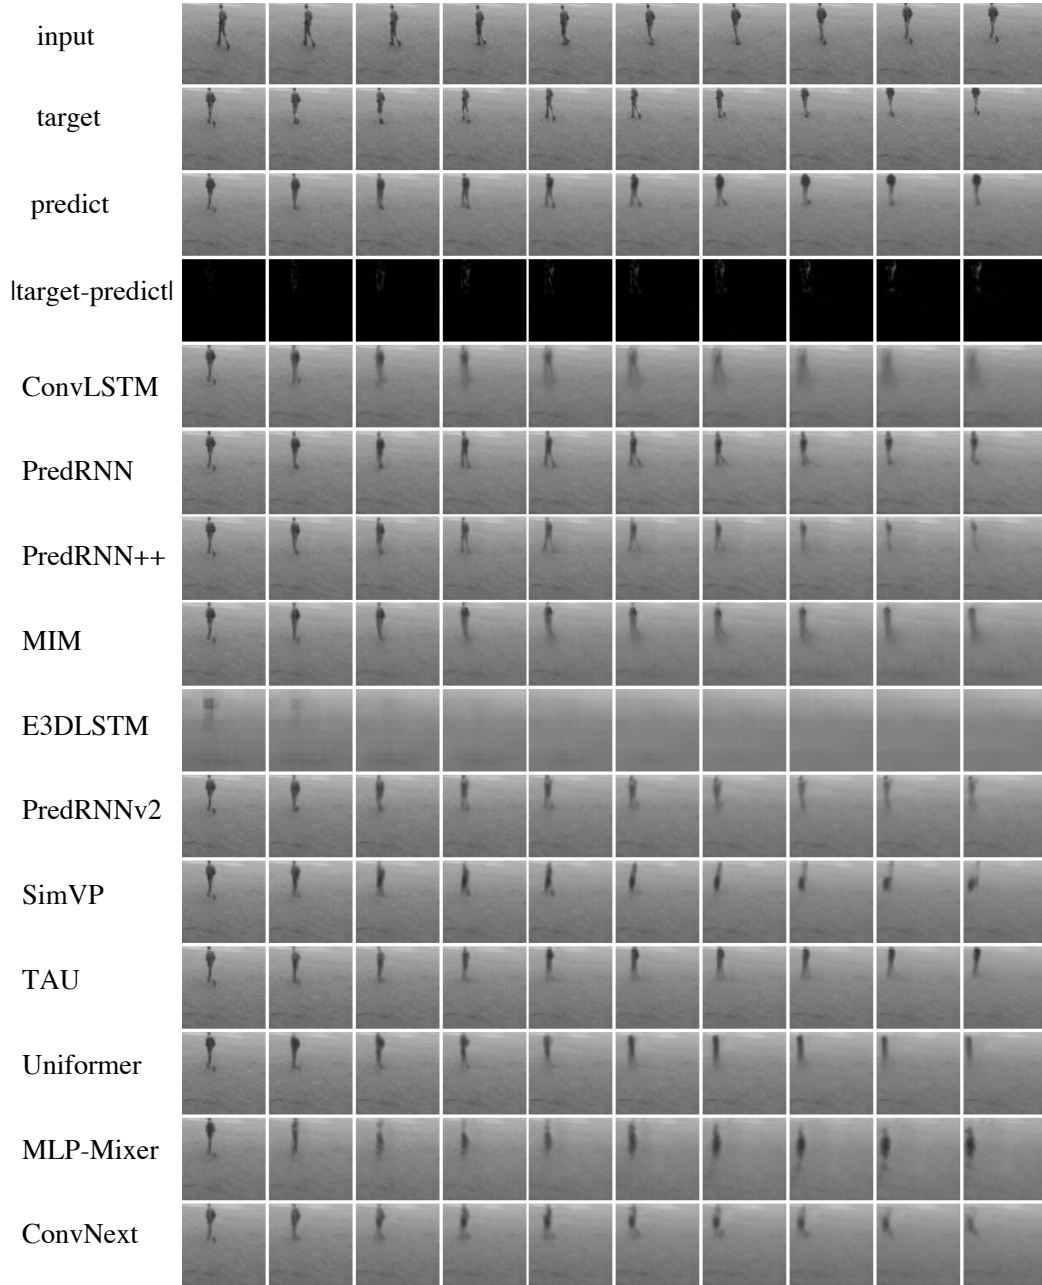 input
target
predict
|target-predict|
ConvLSTM
PredRNN
PredRNN++
MIM
E3DLSTM
PredRNNv2
SimVP
TAU
Uniformer
MLP-Mixer
ConvNext